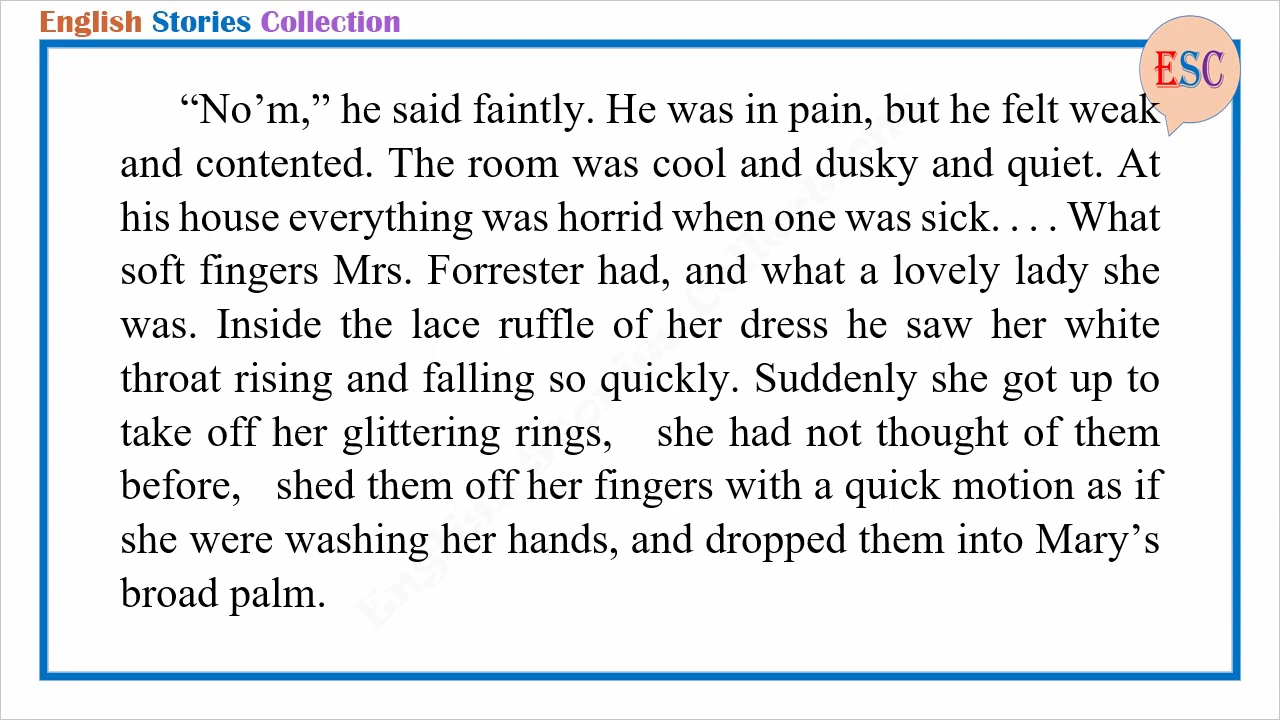 English Stories Collection
ESC
“No’m,” he said faintly. He was in pain, but he felt weak
and contented. The room was cool and dusky and quiet. At
his house everything was horrid when one was sick. . . . What
soft fingers Mrs. Forrester had, and what a lovely lady she
was. Inside the lace ruffle of her dress he saw her white
throat rising and falling so quickly. Suddenly she got up to
take off her glittering rings, she had not thought of them
before, shed them off her fingers with a quick motion as if
she were washing her hands, and dropped them into Mary’s
broad palm.
English Stories Collection